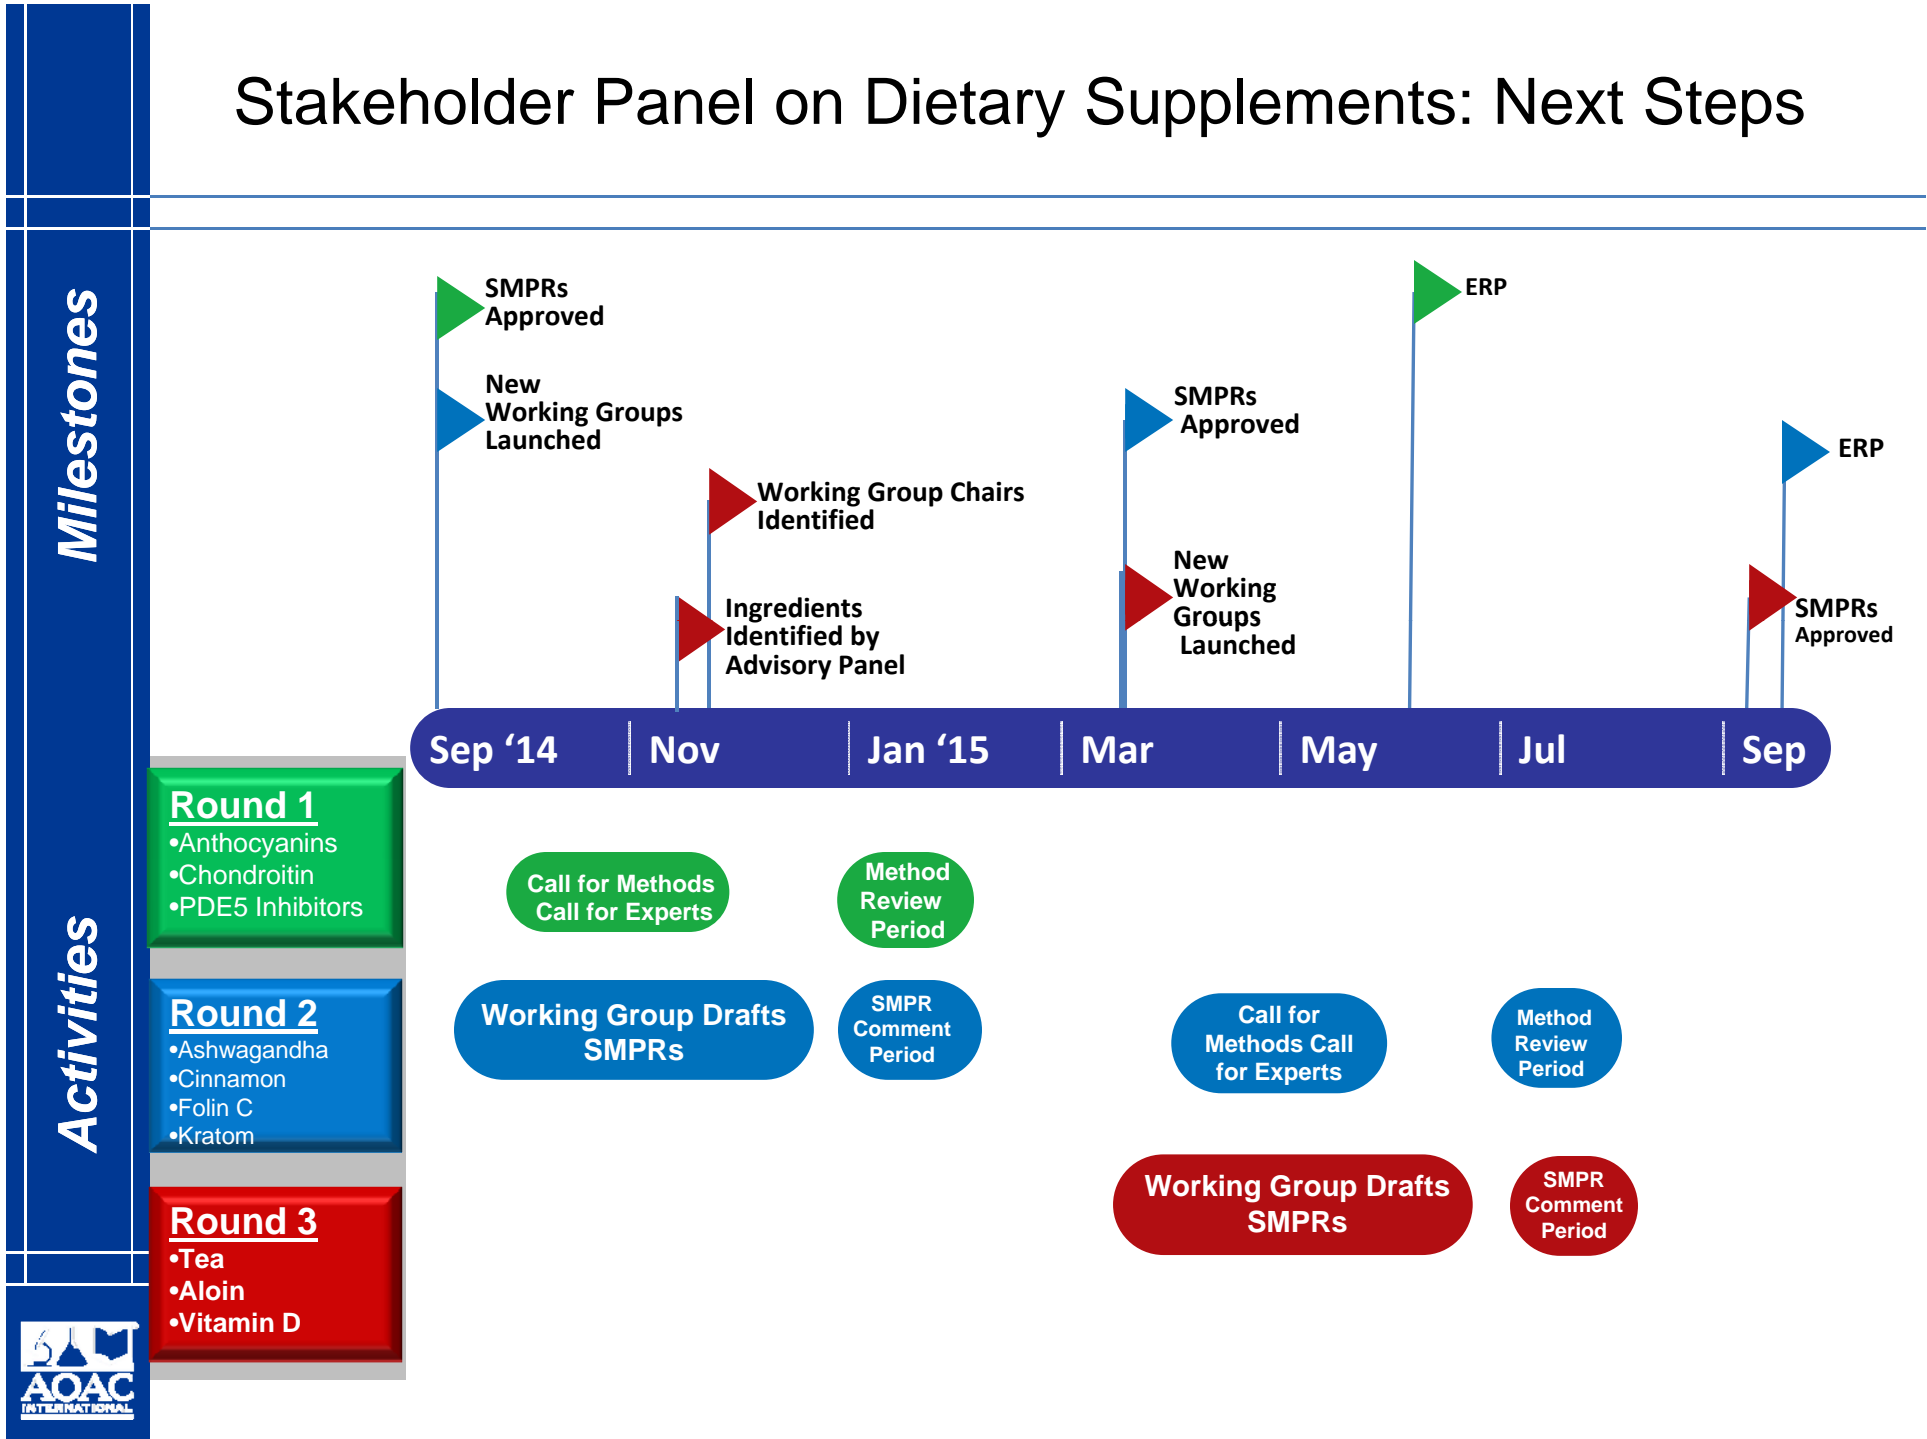 Stakeholder Panel on Dietary Supplements: Next Steps
Milestones
SMPRs
Approved
New
Working Groups
Launched
Working Group Chairs
Identified
Ingredients
Identified by
Advisory Panel
SMPRs
Approved
New
Working
Groups
Launched
ERP
ERP
SMPRs
Approved
Sep ‘14
Nov
Jan ‘15
Mar
May
Jul
Sep
Activities
Round 1
•Anthocyanins
•Chondroitin
•PDE5 Inhibitors
Call for Methods
Call for Experts
Method
Review
Period
Round 2
•Ashwagandha
•Cinnamon
•Folin C
•Kratom
Working Group Drafts
SMPRs
SMPR
Comment
Period
Call for
Methods Call
for Experts
Method
Review
Period
Round 3
•Tea
•Aloin
•Vitamin D
Working Group Drafts
SMPRs
SMPR
Comment
Period
AOAC
INTERNATIONAL